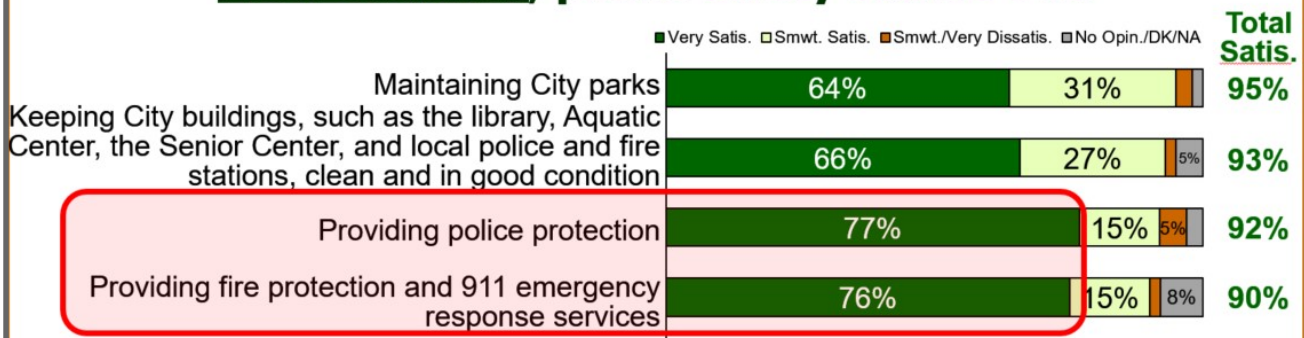 Total
Satis.
Very Satis. Smwt. Satis. Smwt./Very Dissatis. No Opin./DK/NA
Maintaining City parks 64% 31% 95%
Keeping City buildings, such as the library, Aquatic
Center, the Senior Center, and local police and fire
stations, clean and in good condition 66% 27% 5% 93%
Providing police protection 77% 15% 5% 92%
Providing fire protection and 911 emergency
response services 76% 15% 8% 90%